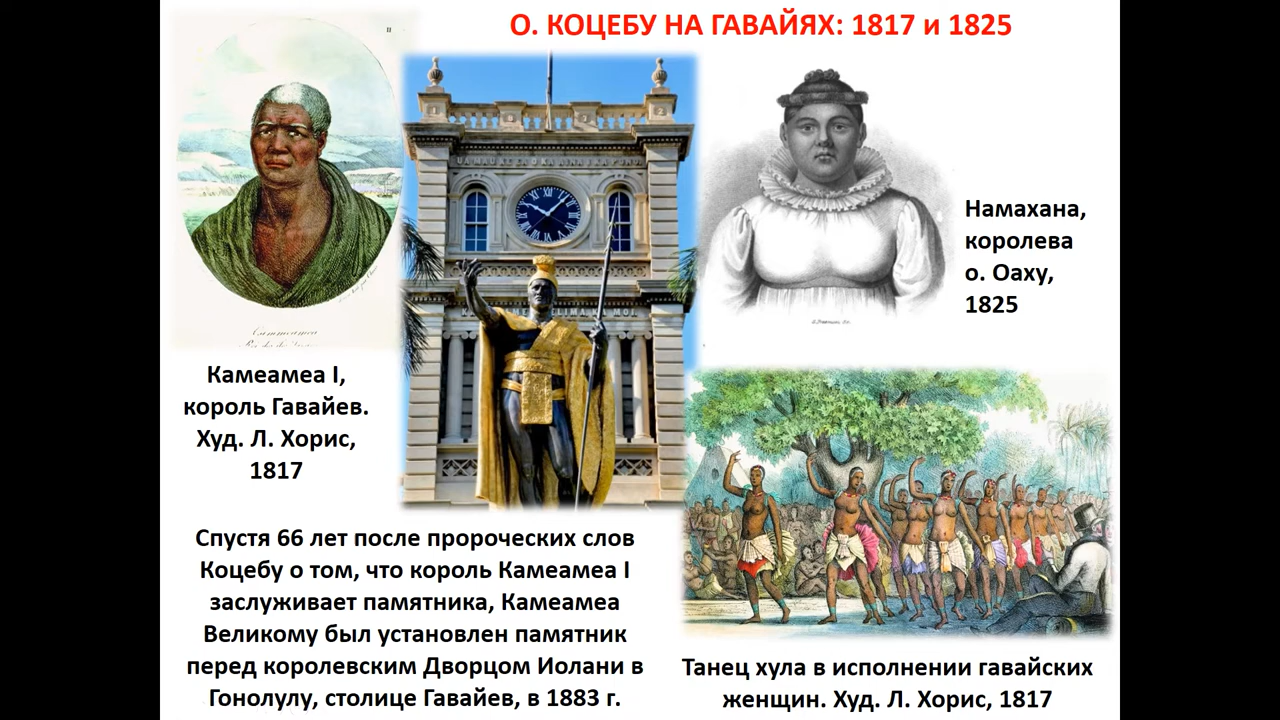 О. КОЦЕБУ НА ГАВАЙЯХ: 1817 и 1825
II
Намахана,
королева
о. Оаху,
1825
Камеамеа I,
король Гавайев.
Худ. Л. Хорис,
1817
Спустя 66 лет после пророческих слов
Коцебу о том, что король Камеамеа I
заслуживает памятника, Камеамеа
Великому был установлен памятник
перед королевским Дворцом Иолани в
Гонолулу, столице Гавайев, в 1883 г.
Танец хула в исполнении гавайских
женщин. Худ. Л. Хорис, 1817